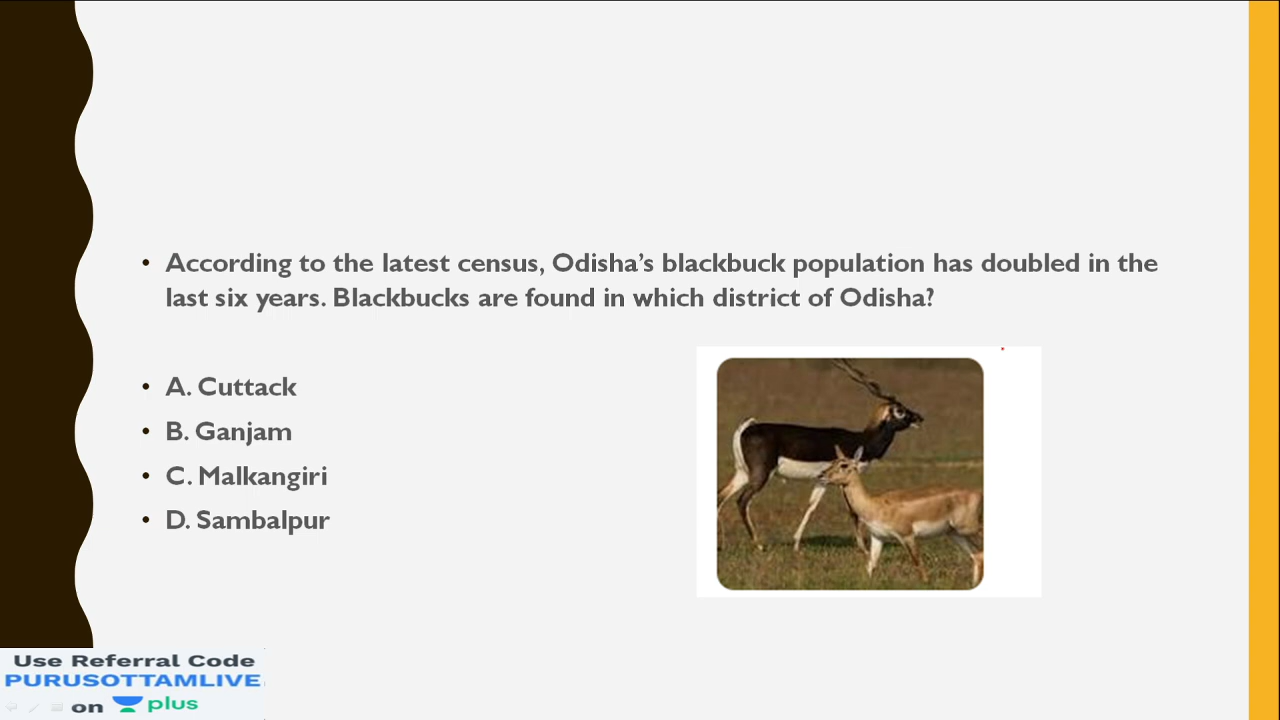 • According to the latest census, Odisha’s blackbuck population has doubled in the
last six years. Blackbucks are found in which district of Odisha?
• A. Cuttack
• B. Ganjam
• C. Malkangiri
• D. Sambalpur
Use Referral Code
PURUSOTTAMLIVE
on plus